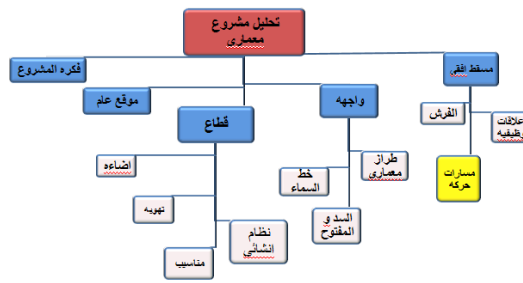 تحليل مشروع
معماري
مسقط افقي
فكره المشروع
موقع عام
واجهه
قطاع
الفرش
علاقات
وظيفيه
طراز
معماري
خط
السماء
مسارات
حركه
اضاءه
تهويه
السد و
المفتوح
نظام
انشائي
مناسيب